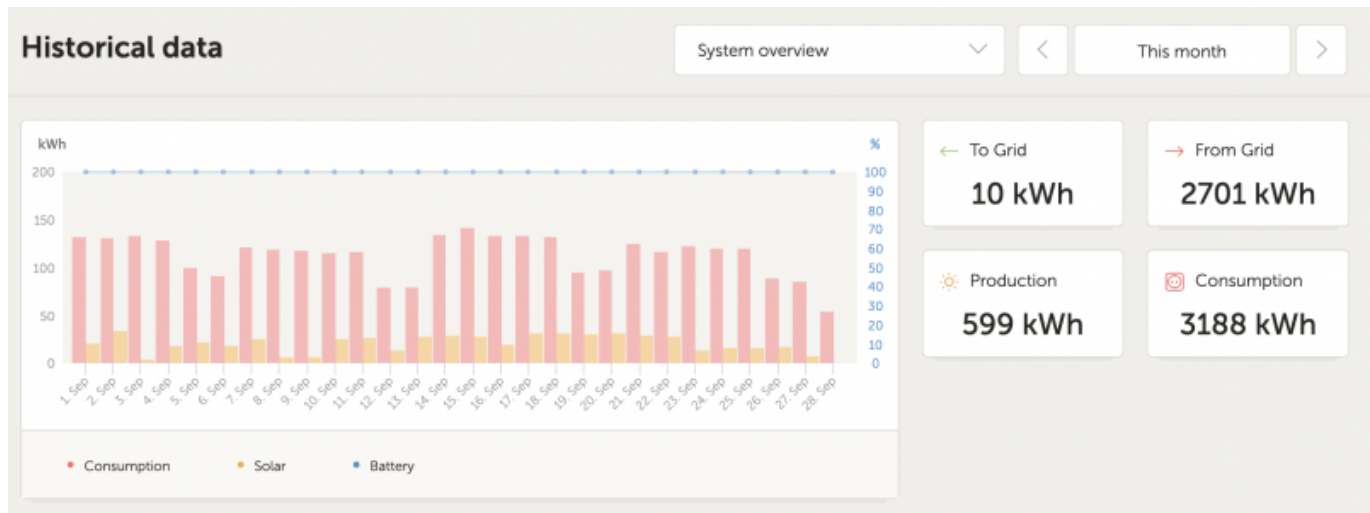 Historical data
System overview
This month
kWh
%
200
150
100
50
0
100
90
80
70
60
50
40
30
20
10
0
1. Sep
2. Sep
3. Sep
4. Sep
5. Sep
6. Sep
7. Sep
8. Sep
9. Sep
10. Sep
11. Sep
12. Sep
13. Sep
14. Sep
15. Sep
16. Sep
17. Sep
18. Sep
19. Sep
20. Sep
21. Sep
22. Sep
23. Sep
24. Sep
25. Sep
26. Sep
27. Sep
28. Sep
Consumption
Solar
Battery
To Grid
10 kWh
From Grid
2701 kWh
Production
599 kWh
Consumption
3188 kWh